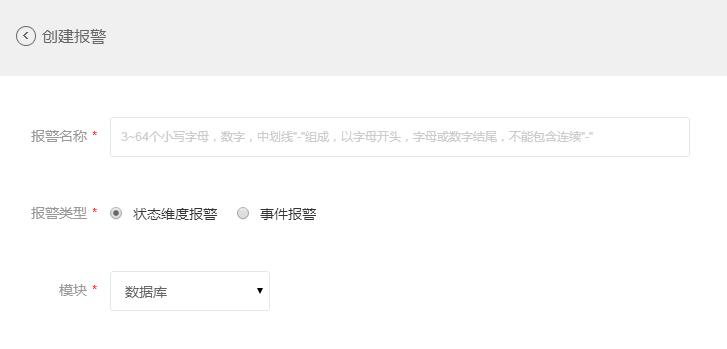 创建报警
报警名称 * 3~64个小写字母，数字，中划线"-"组成，以字母开头，字母或数字结尾，不能包含连续"-"
报警类型 * 状态维度报警 事件报警
模块 * 数据库